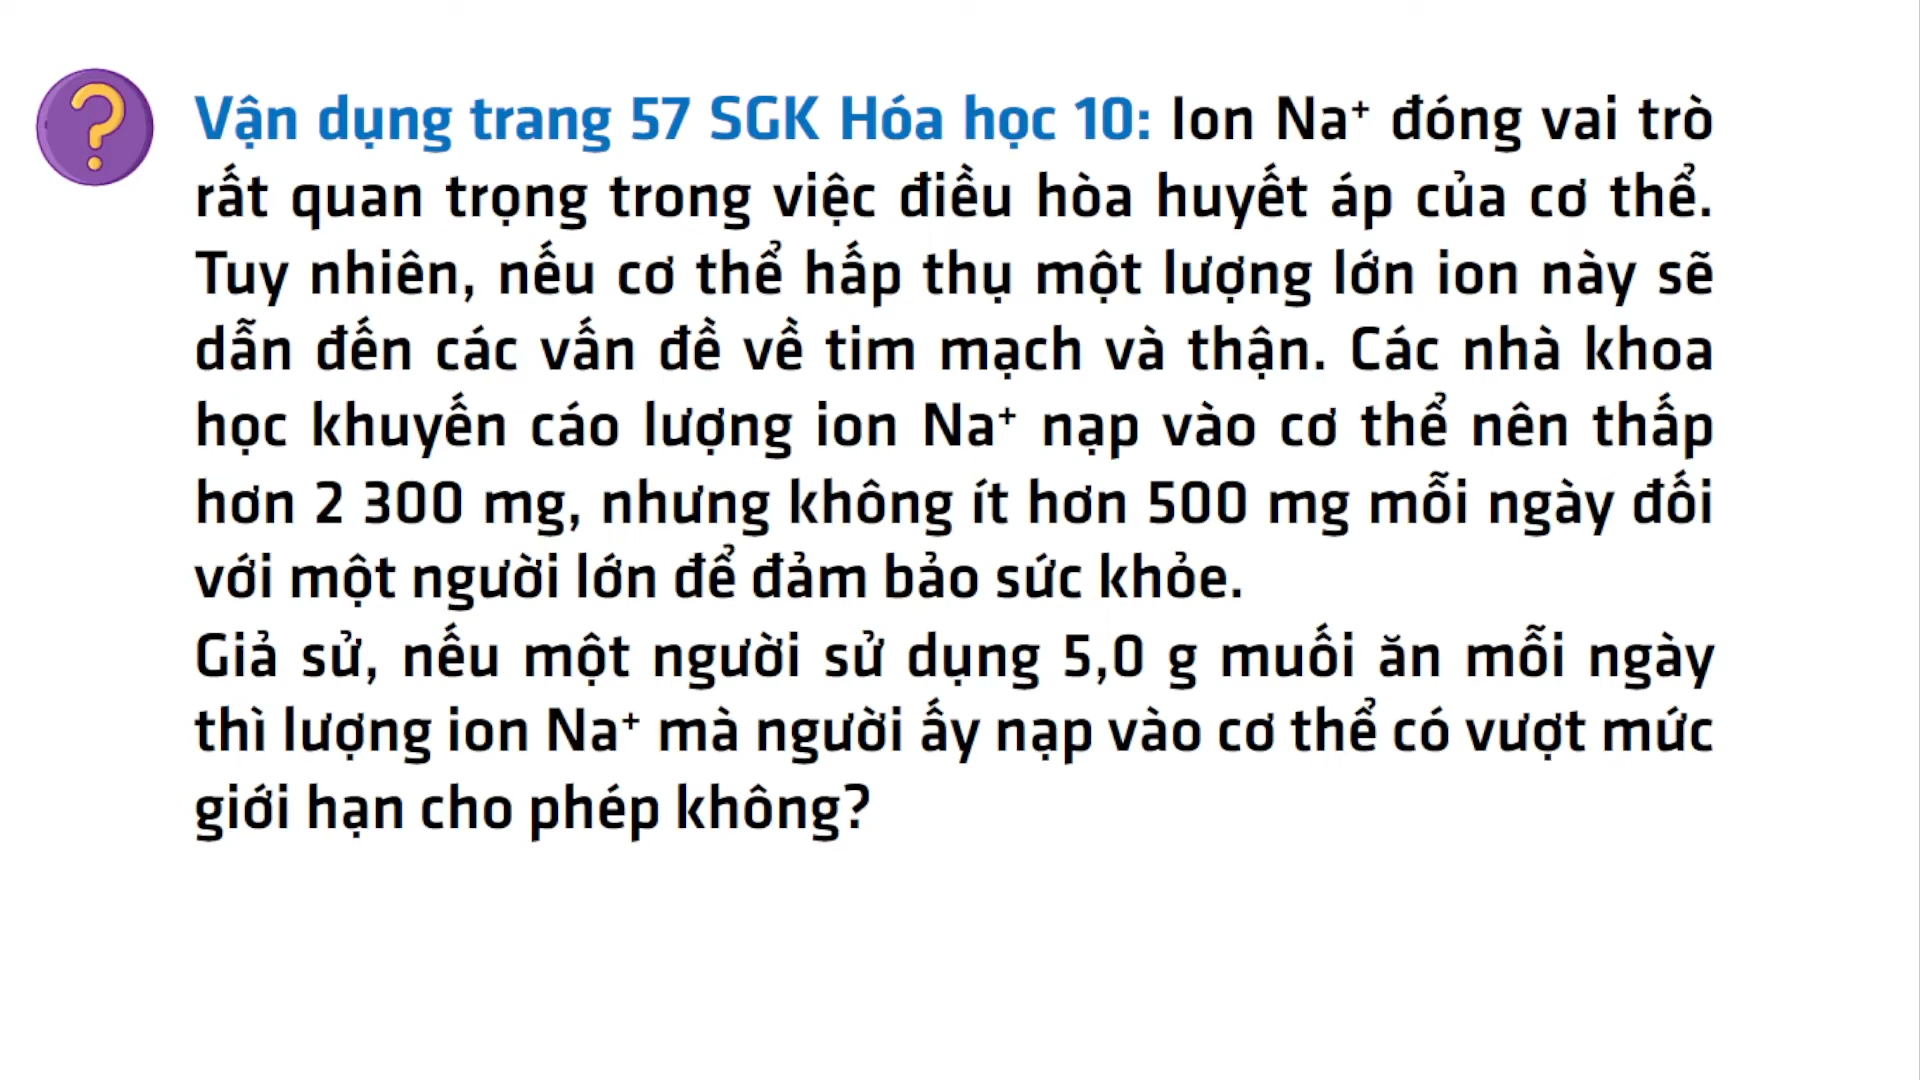 Vận dụng trang 57 SGK Hóa học 10: Ion Na⁺ đóng vai trò
rất quan trọng trong việc điều hòa huyết áp của cơ thể.
Tuy nhiên, nếu cơ thể hấp thụ một lượng lớn ion này sẽ
dẫn đến các vấn đề về tim mạch và thận. Các nhà khoa
học khuyến cáo lượng ion Na⁺ nạp vào cơ thể nên thấp
hơn 2 300 mg, nhưng không ít hơn 500 mg mỗi ngày đối
với một người lớn để đảm bảo sức khỏe.
Giả sử, nếu một người sử dụng 5,0 g muối ăn mỗi ngày
thì lượng ion Na⁺ mà người ấy nạp vào cơ thể có vượt mức
giới hạn cho phép không?